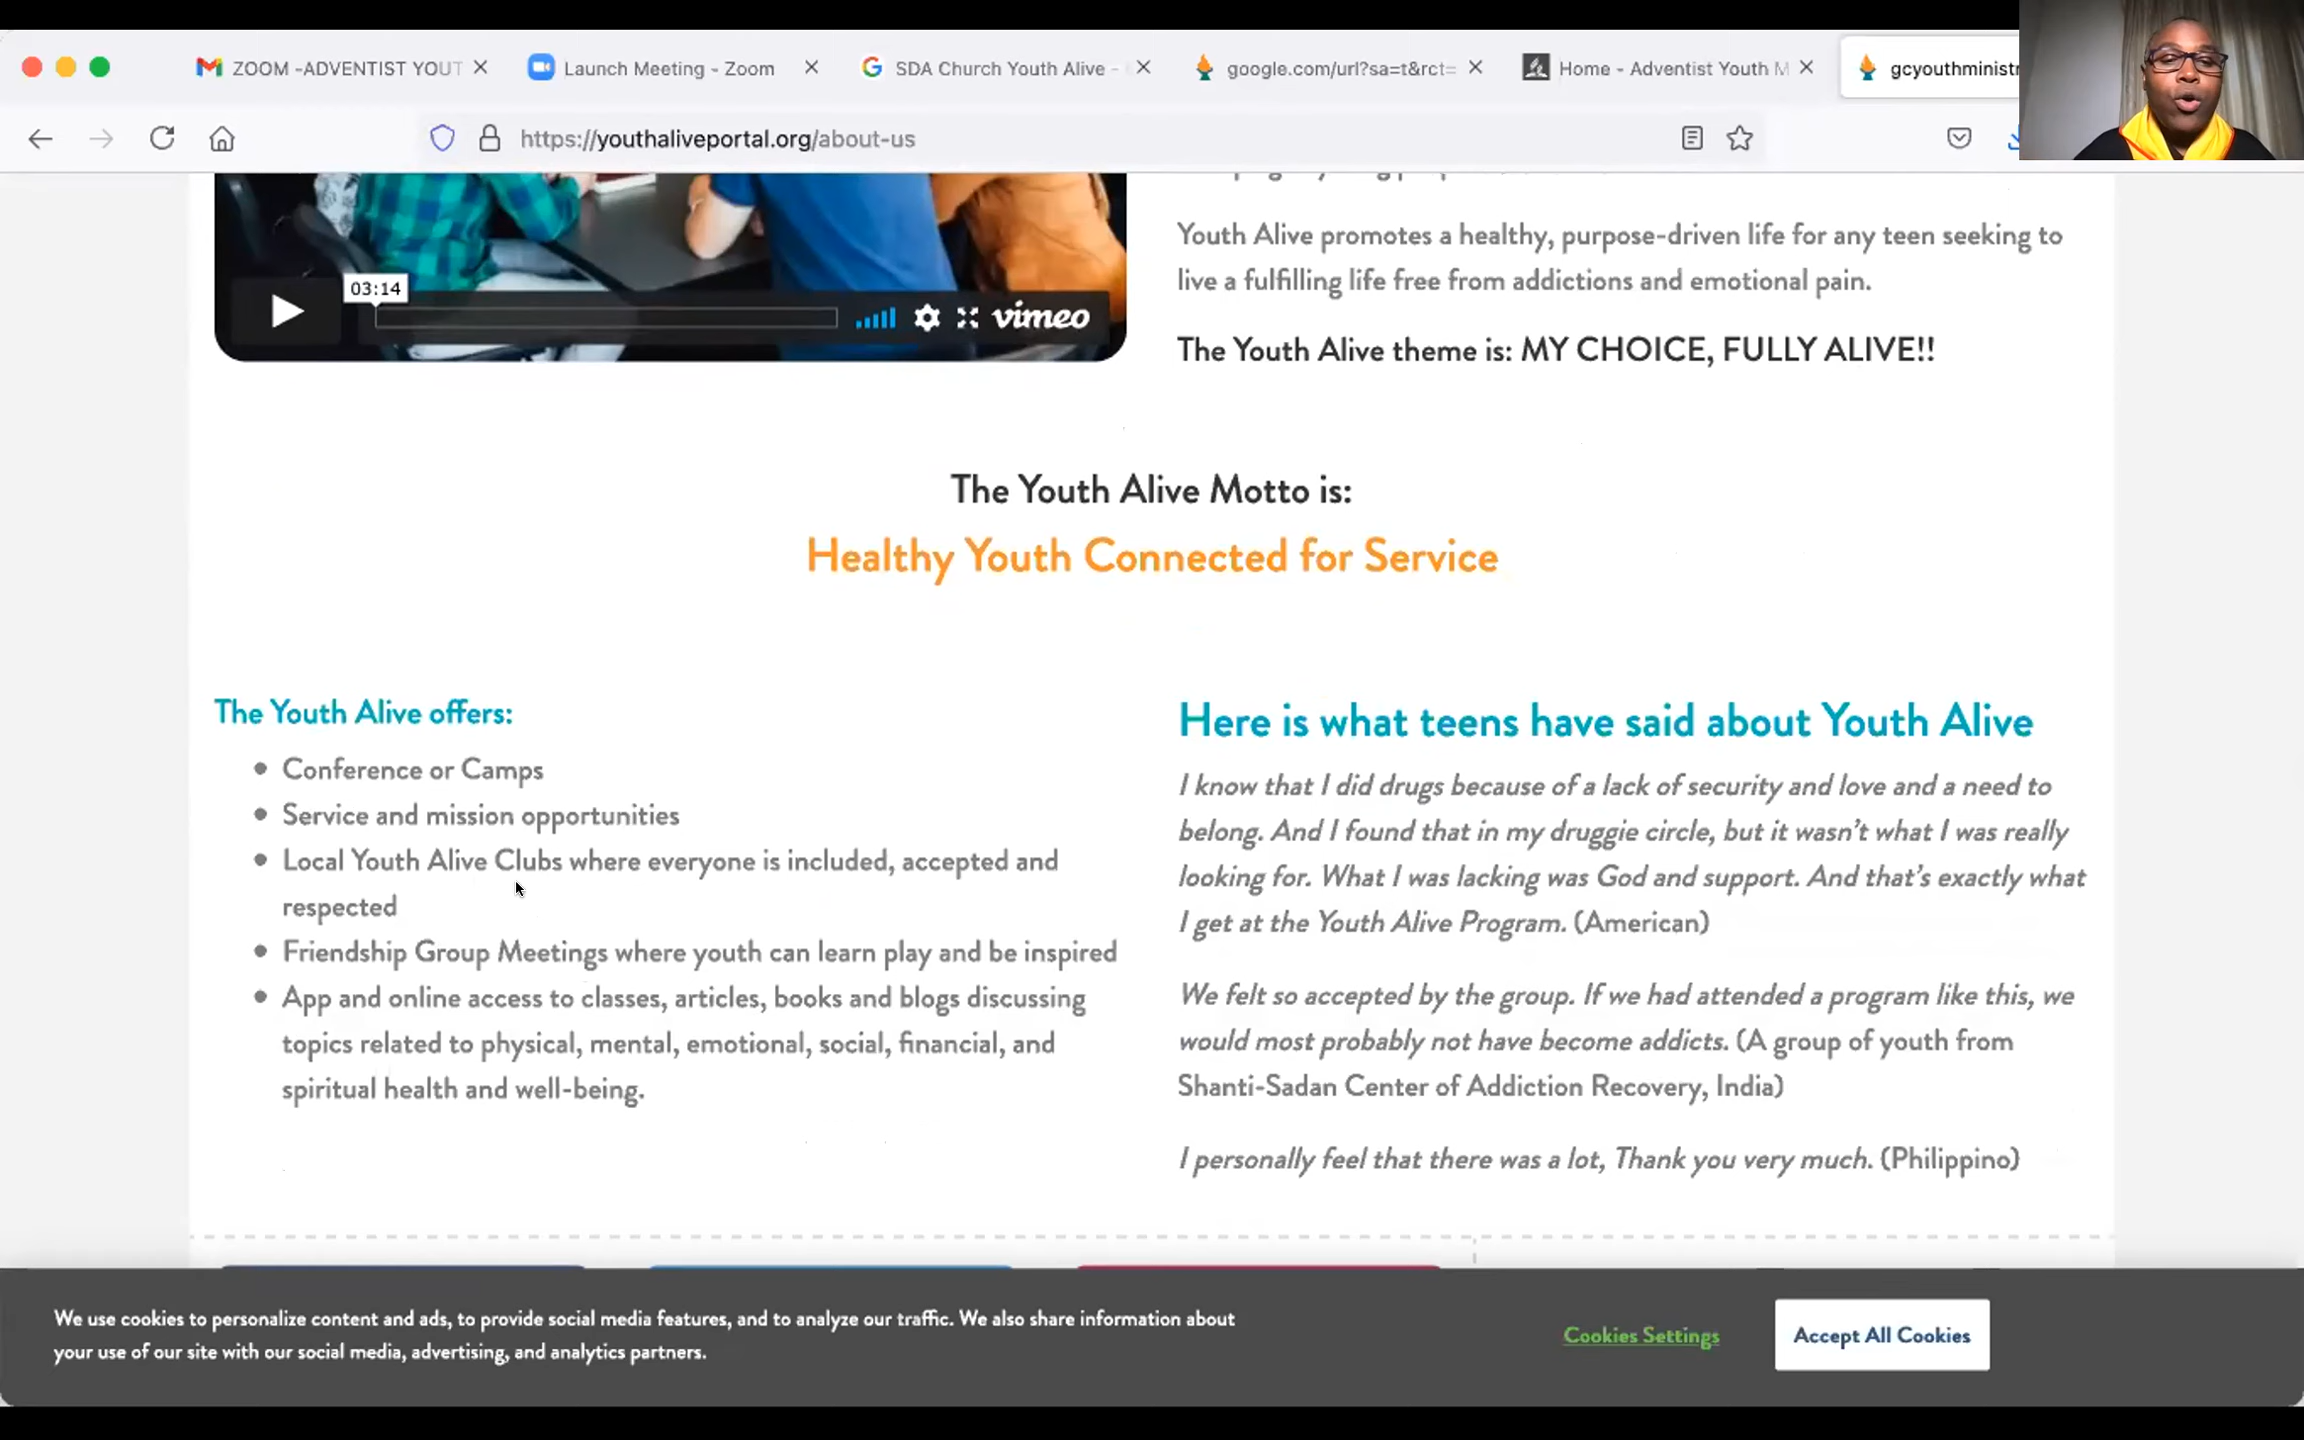 ZOOM -ADVENTIST YOUT
Launch Meeting - Zoom
SDA Church Youth Alive -
google.com/url?sa=t&rct=
Home - Adventist Youth M
gcyouthministr
https://youthaliveportal.org/about-us
Youth Alive promotes a healthy, purpose-driven life for any teen seeking to
live a fulfilling life free from addictions and emotional pain.
03:14
vimeo
The Youth Alive theme is: MY CHOICE, FULLY ALIVE!!
The Youth Alive Motto is:
Healthy Youth Connected for Service
The Youth Alive offers:
Conference or Camps
Service and mission opportunities
Local Youth Alive Clubs where everyone is included, accepted and
respected
Friendship Group Meetings where youth can learn play and be inspired
App and online access to classes, articles, books and blogs discussing
topics related to physical, mental, emotional, social, financial, and
spiritual health and well-being.
Here is what teens have said about Youth Alive
I know that I did drugs because of a lack of security and love and a need to
belong. And I found that in my druggie circle, but it wasn't what I was really
looking for. What I was lacking was God and support. And that's exactly what
I get at the Youth Alive Program. (American)
We felt so accepted by the group. If we had attended a program like this, we
would most probably not have become addicts. (A group of youth from
Shanti-Sadan Center of Addiction Recovery, India)
I personally feel that there was a lot, Thank you very much. (Philippino)
We use cookies to personalize content and ads, to provide social media features, and to analyze our traffic. We also share information about
your use of our site with our social media, advertising, and analytics partners.
Cookies Settings
Accept All Cookies